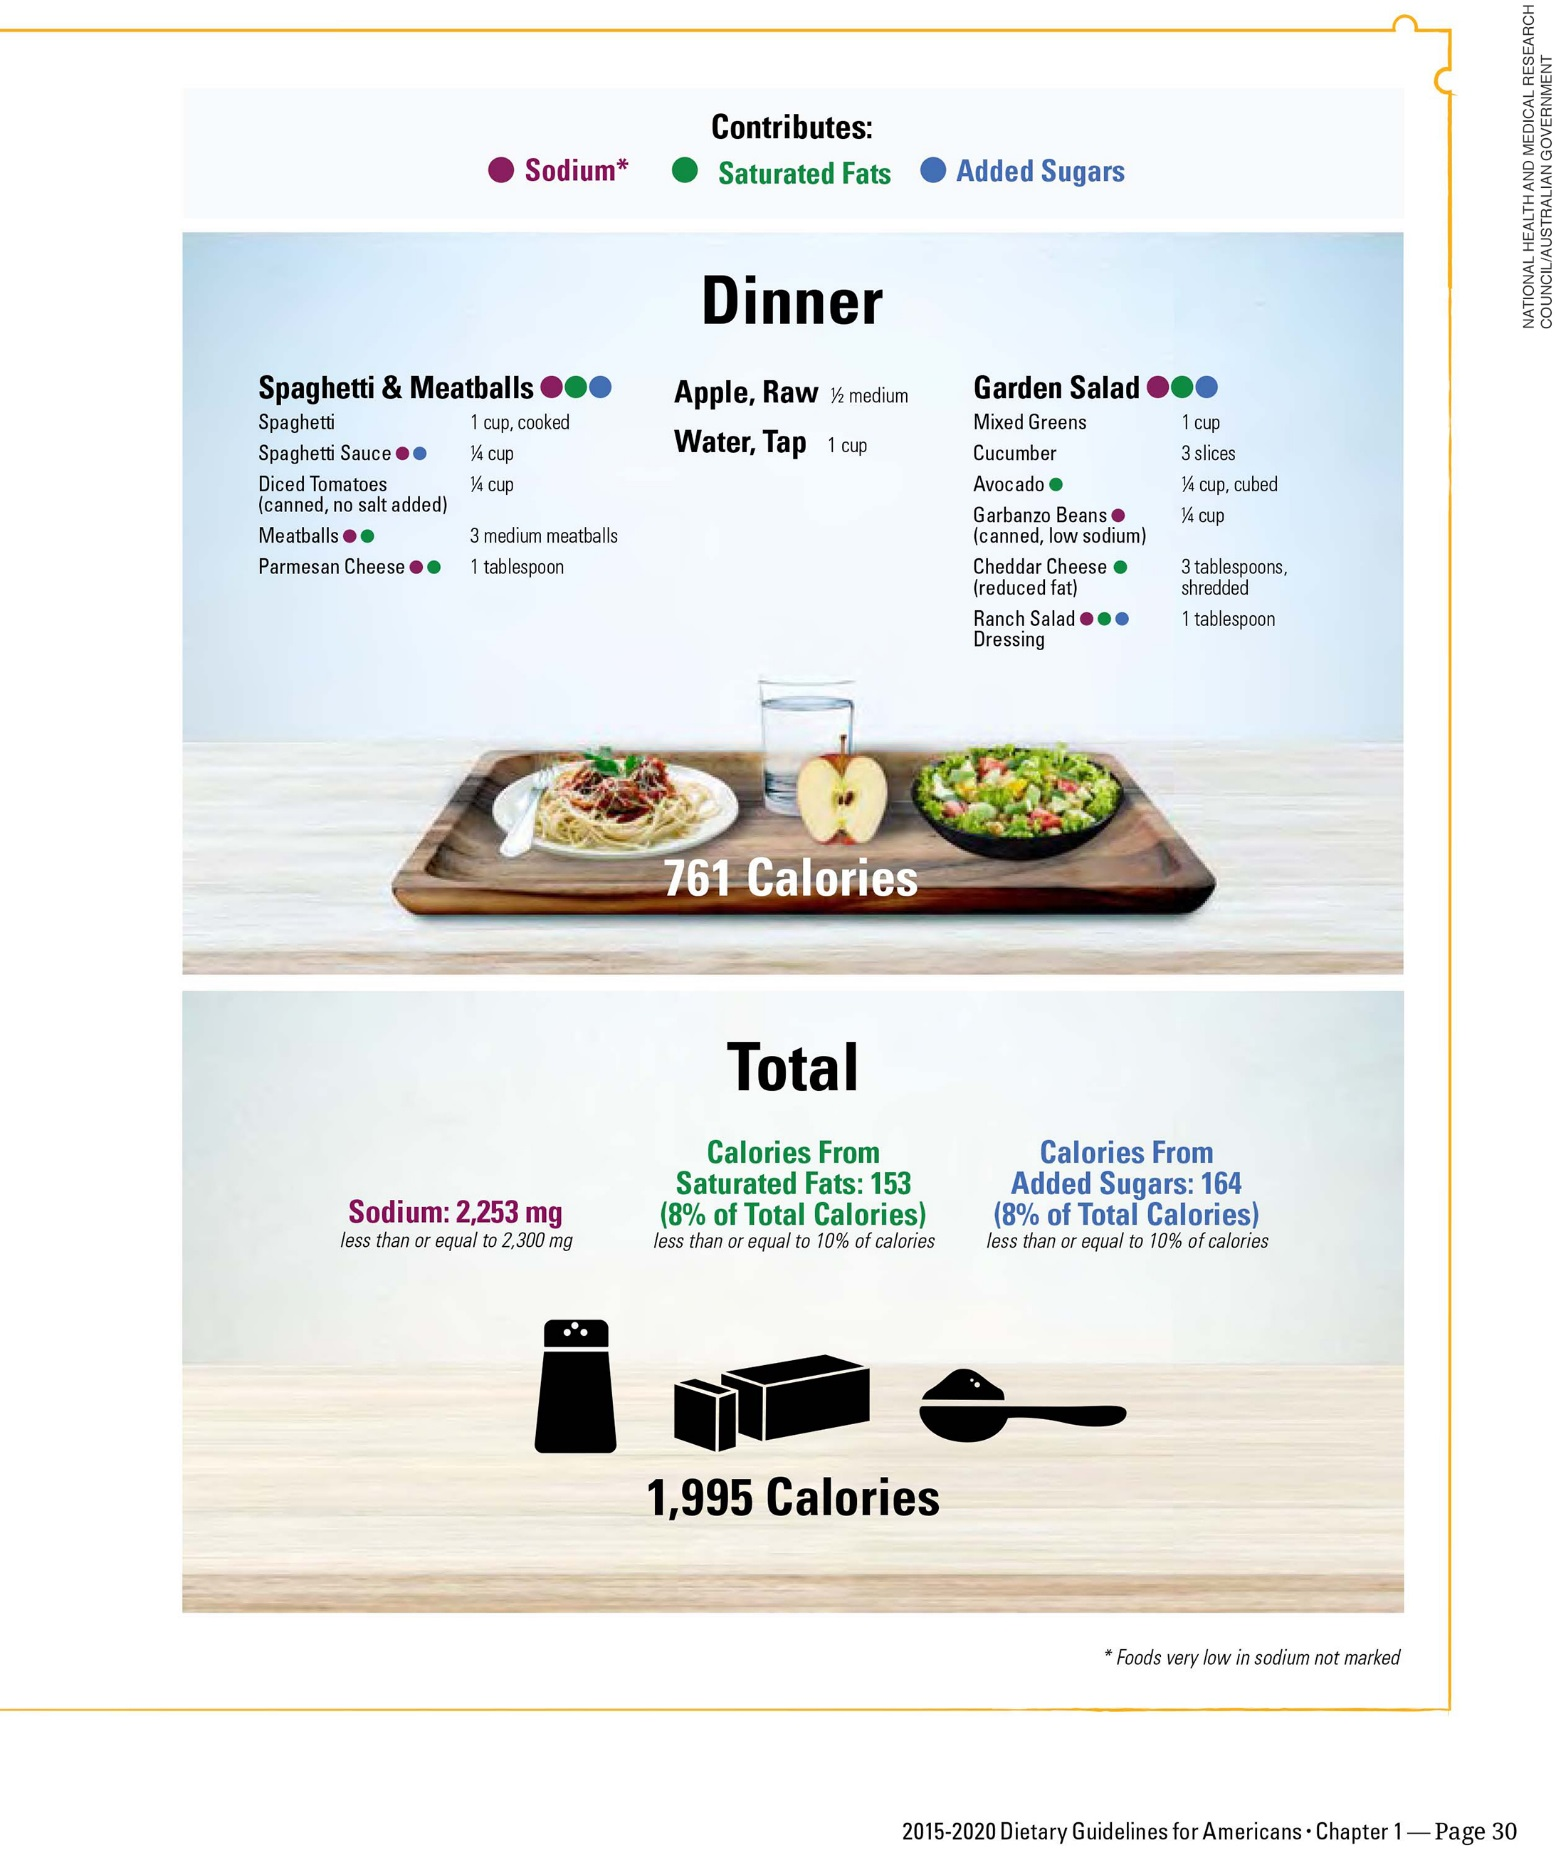 NATIONAL HEALTH AND MEDICAL RESEARCH
COUNCIL/AUSTRALIAN GOVERNMENT
Contributes:
Sodium*
Saturated Fats
Added Sugars
Dinner
Spaghetti & Meatballs
Spaghetti 1 cup, cooked
Spaghetti Sauce ¼ cup
Diced Tomatoes ¼ cup
(canned, no salt added)
Meatballs 3 medium meatballs
Parmesan Cheese 1 tablespoon
Apple, Raw ½ medium
Water, Tap 1 cup
Garden Salad
Mixed Greens 1 cup
Cucumber 3 slices
Avocado ¼ cup, cubed
Garbanzo Beans ¼ cup
(canned, low sodium)
Cheddar Cheese 3 tablespoons,
(reduced fat) shredded
Ranch Salad 1 tablespoon
Dressing
761 Calories
Total
Sodium: 2,253 mg
less than or equal to 2,300 mg
Calories From
Saturated Fats: 153
(8% of Total Calories)
less than or equal to 10% of calories
Calories From
Added Sugars: 164
(8% of Total Calories)
less than or equal to 10% of calories
1,995 Calories
* Foods very low in sodium not marked
2015-2020 Dietary Guidelines for Americans • Chapter 1 — Page 30